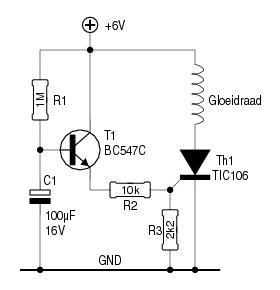 +6V
1M
R1
Gloeidraad
T1
BC547C
Th1
TIC106
C1
100µF
16V
10k
R2
R3
2k2
GND